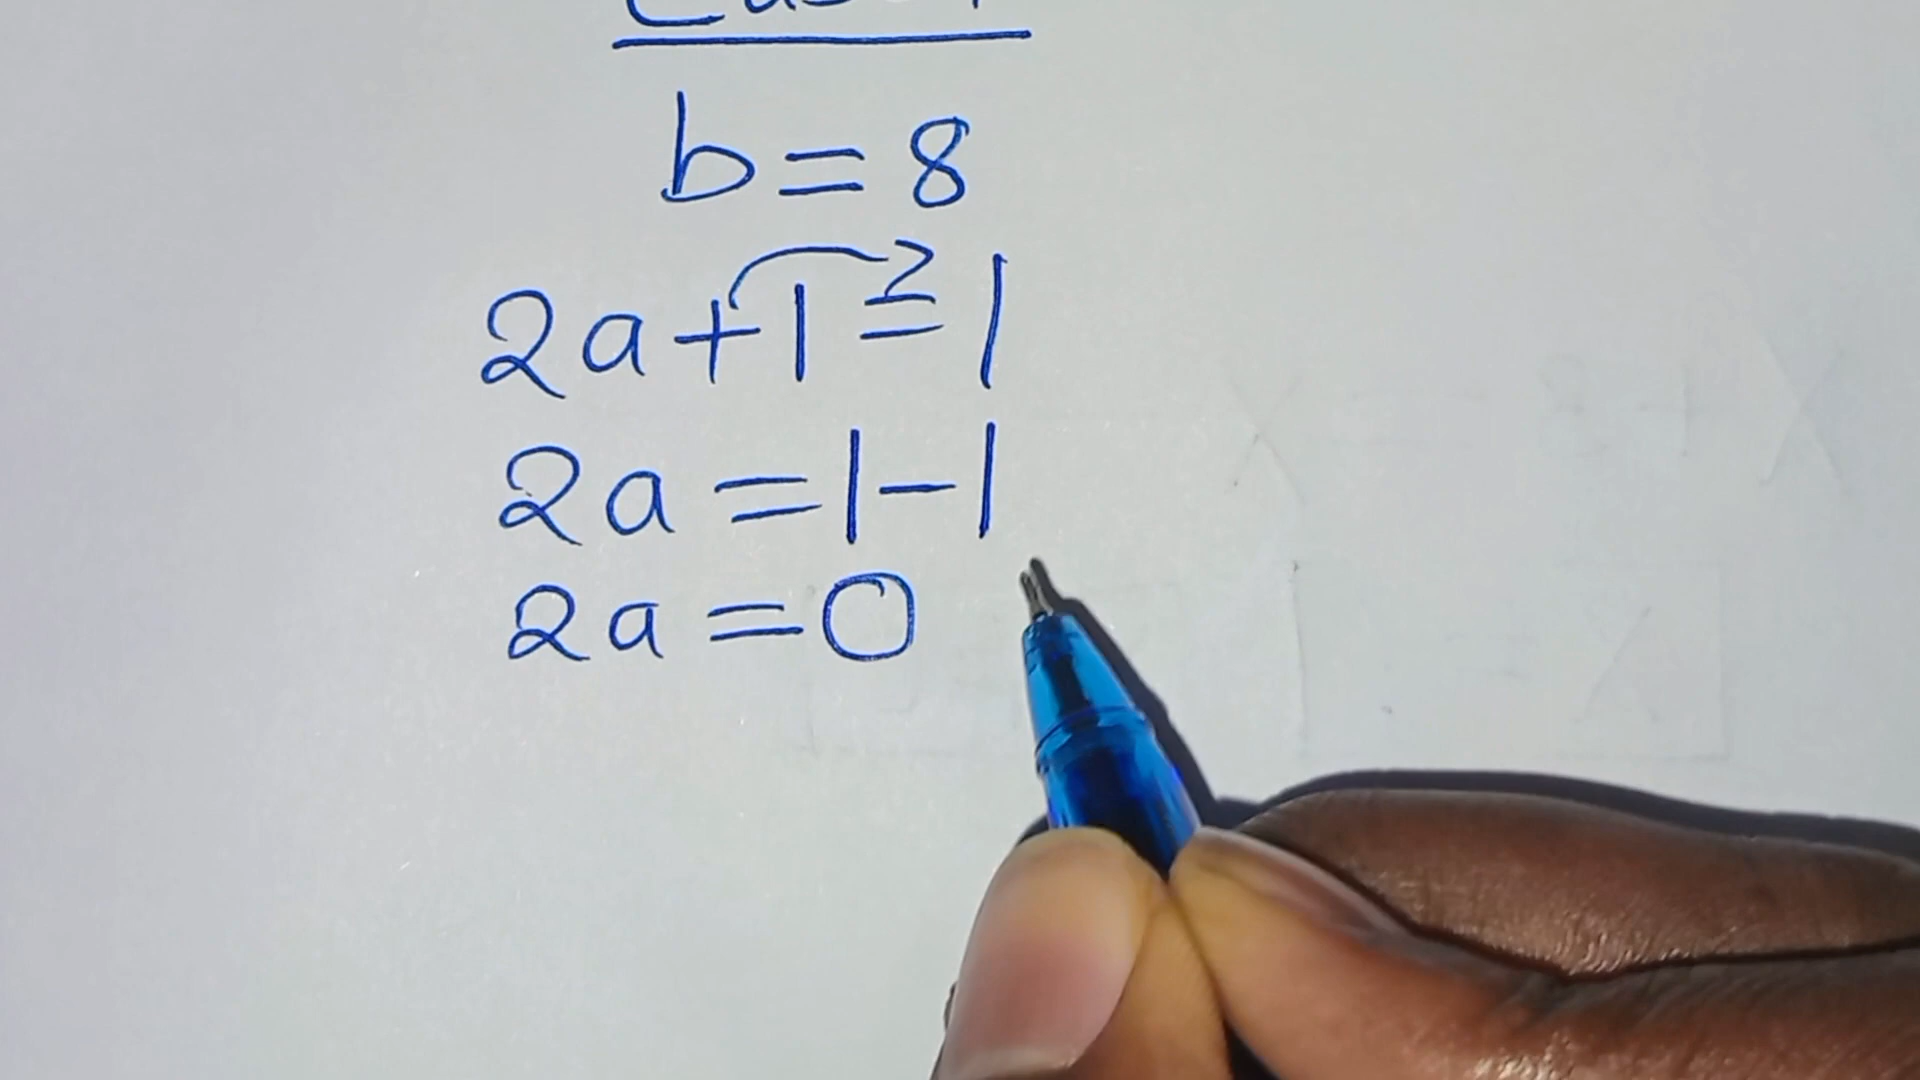 b = 8
2a + 1 = 1
2a = 1 - 1
2a = 0